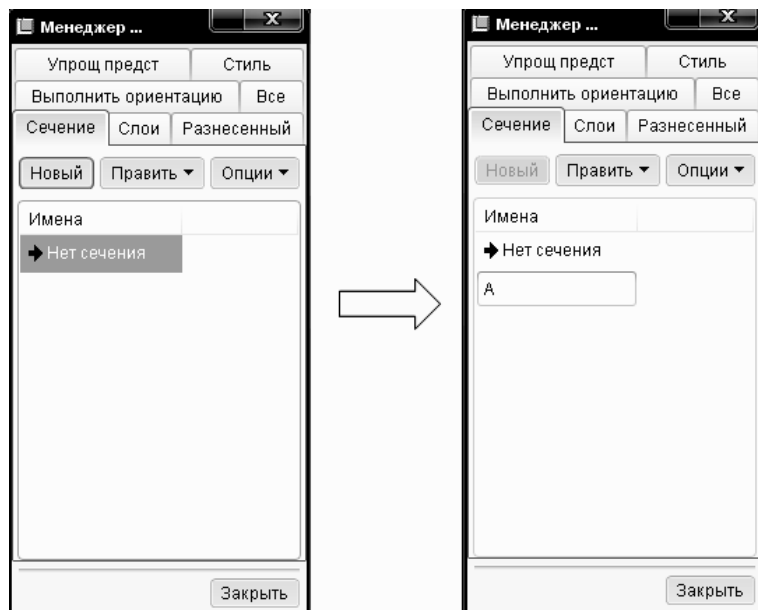 Менеджер ...
Упрощ предст Стиль
Выполнить ориентацию Все
Сечение Слои Разнесенный
Новый Править Опции
Имена
Нет сечения
Закрыть
Менеджер ...
Упрощ предст Стиль
Выполнить ориентацию Все
Сечение Слои Разнесенный
Новый Править Опции
Имена
Нет сечения
A
Закрыть